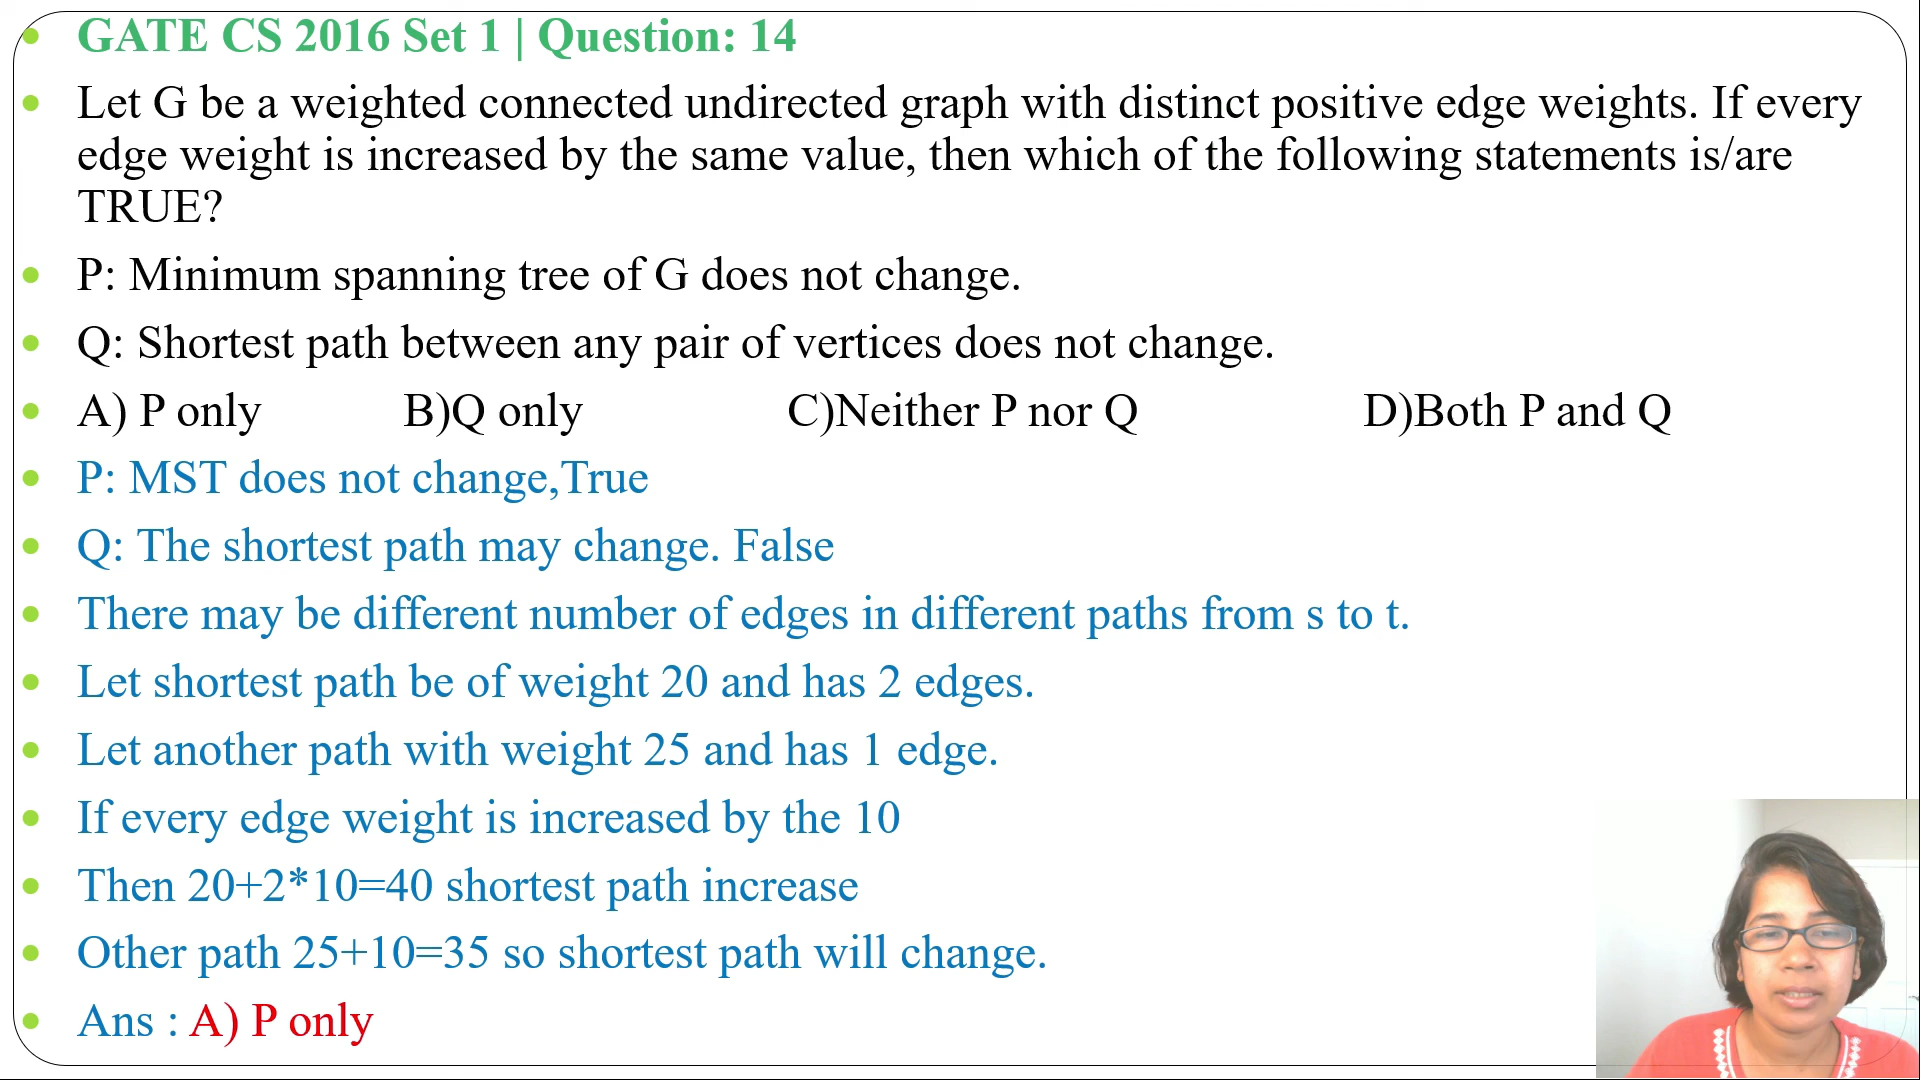 GATE CS 2016 Set 1 | Question: 14
Let G be a weighted connected undirected graph with distinct positive edge weights. If every
edge weight is increased by the same value, then which of the following statements is/are
TRUE?
P: Minimum spanning tree of G does not change.
Q: Shortest path between any pair of vertices does not change.
A) P only B)Q only C)Neither P nor Q D)Both P and Q
P: MST does not change,True
Q: The shortest path may change. False
There may be different number of edges in different paths from s to t.
Let shortest path be of weight 20 and has 2 edges.
Let another path with weight 25 and has 1 edge.
If every edge weight is increased by the 10
Then 20+2*10=40 shortest path increase
Other path 25+10=35 so shortest path will change.
Ans : A) P only